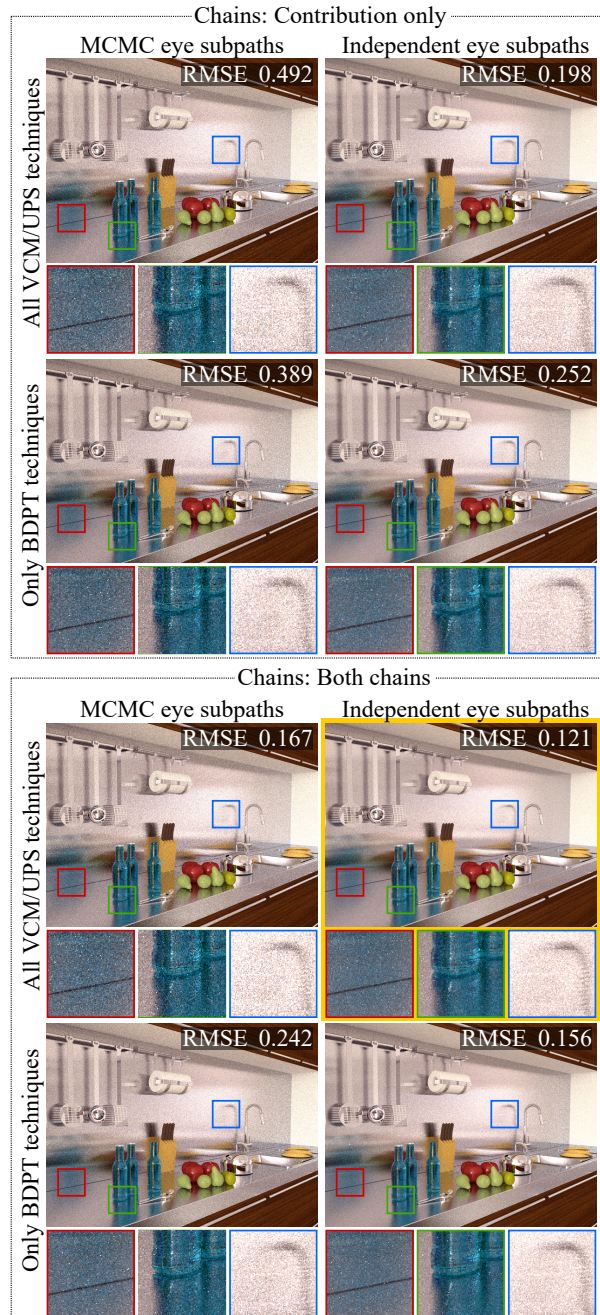 Chains: Contribution only
MCMC eye subpaths
Independent eye subpaths
All VCM/UPS techniques
RMSE 0.492
RMSE 0.198
Only BDPT techniques
RMSE 0.389
RMSE 0.252
Chains: Both chains
MCMC eye subpaths
Independent eye subpaths
All VCM/UPS techniques
RMSE 0.167
RMSE 0.121
Only BDPT techniques
RMSE 0.242
RMSE 0.156